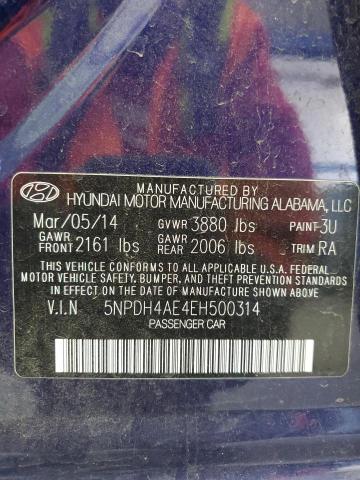 MANUFACTURED BY
HYUNDAI MOTOR MANUFACTURING ALABAMA, LLC
Mar/05/14 GVWR 3880 lbs PAINT-3U
GAWR FRONT 2161 lbs GAWR REAR 2006 lbs TRIM RA
THIS VEHICLE CONFORMS TO ALL APPLICABLE U.S. FEDERAL
MOTOR VEHICLE SAFETY, BUMPER, AND THEFT PREVENTION
STANDARDS IN EFFECT ON THE DATE OF MANUFACTURE SHOWN ABOVE.
V.I.N 5NPDH4AE4EH500314
PASSENGER CAR